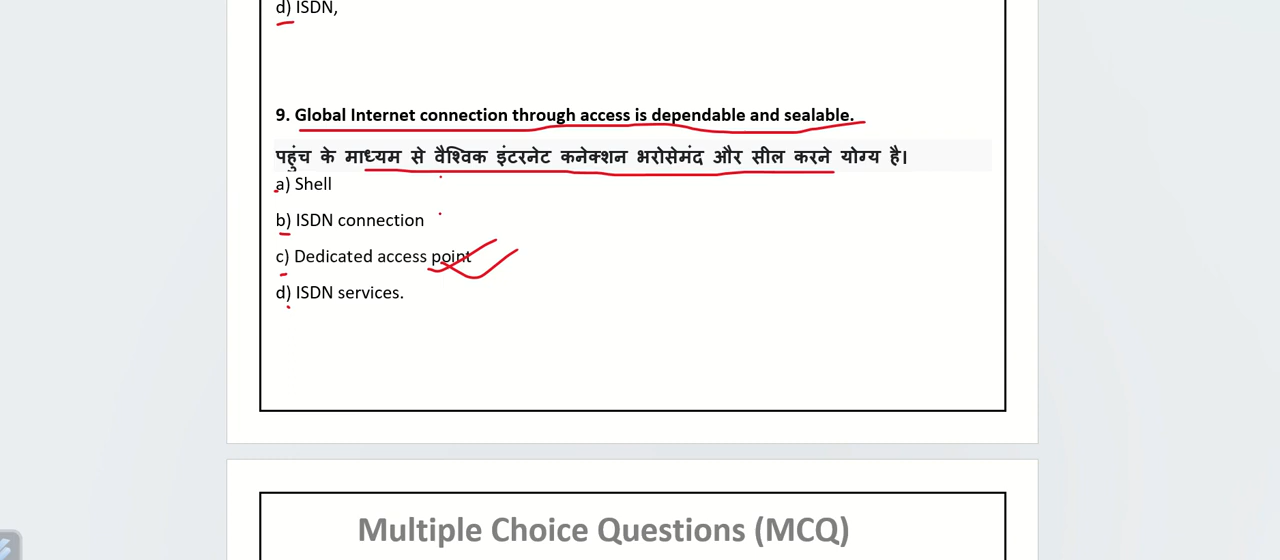 d) ISDN,
9. Global Internet connection through access is dependable and sealable.
पहुंच के माध्यम से वैश्विक इंटरनेट कनेक्शन भरोसेमंद और सील करने योग्य है।
a) Shell
b) ISDN connection
c) Dedicated access point
d) ISDN services.
Multiple Choice Questions (MCQ)